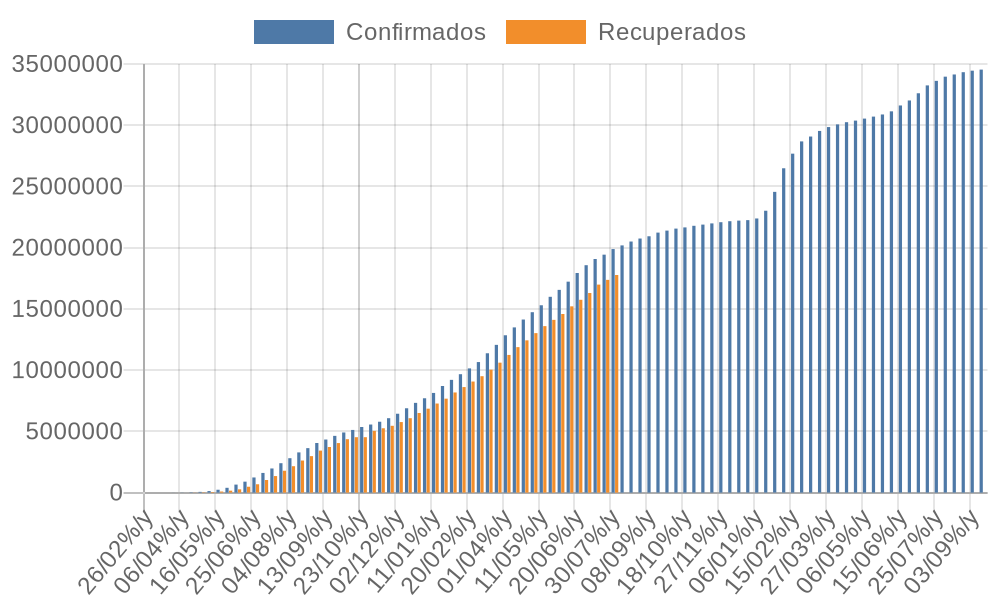 Confirmados Recuperados
35000000
30000000
25000000
20000000
15000000
10000000
5000000
0
26/02%/y
06/04%/y
16/05%/y
25/06%/y
04/08%/y
13/09%/y
23/10%/y
02/12%/y
11/01%/y
20/02%/y
01/04%/y
11/05%/y
20/06%/y
30/07%/y
08/09%/y
18/10%/y
27/11%/y
06/01%/y
15/02%/y
27/03%/y
06/05%/y
15/06%/y
25/07%/y
03/09%/y